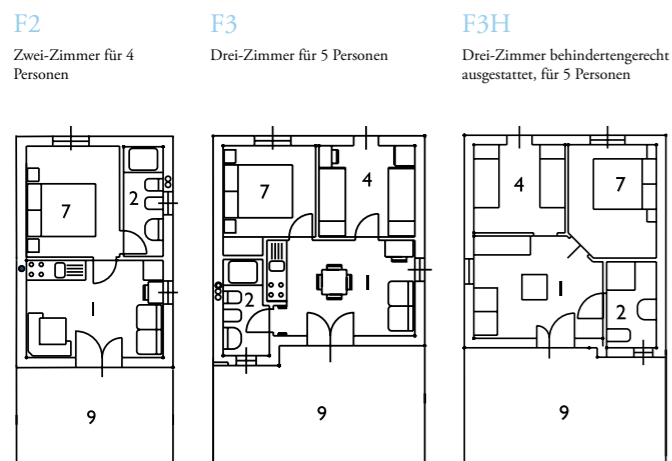 F2
Zwei-Zimmer für 4
Personen
F3
Drei-Zimmer für 5 Personen
F3H
Drei-Zimmer behindertengerecht
ausgestattet, für 5 Personen
7
2
1
9
7
4
2
1
9
4
7
1
2
9